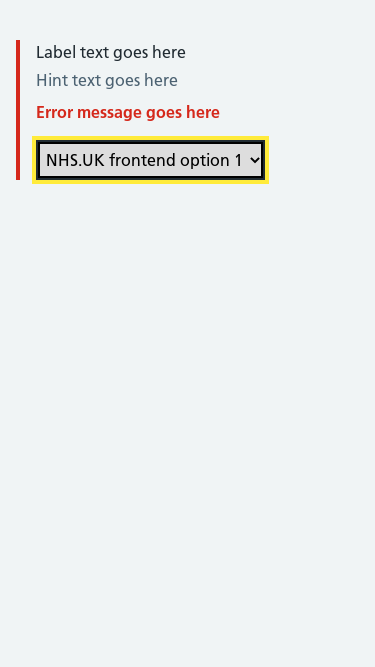 Label text goes here
Hint text goes here
Error message goes here
NHS.UK frontend option 1